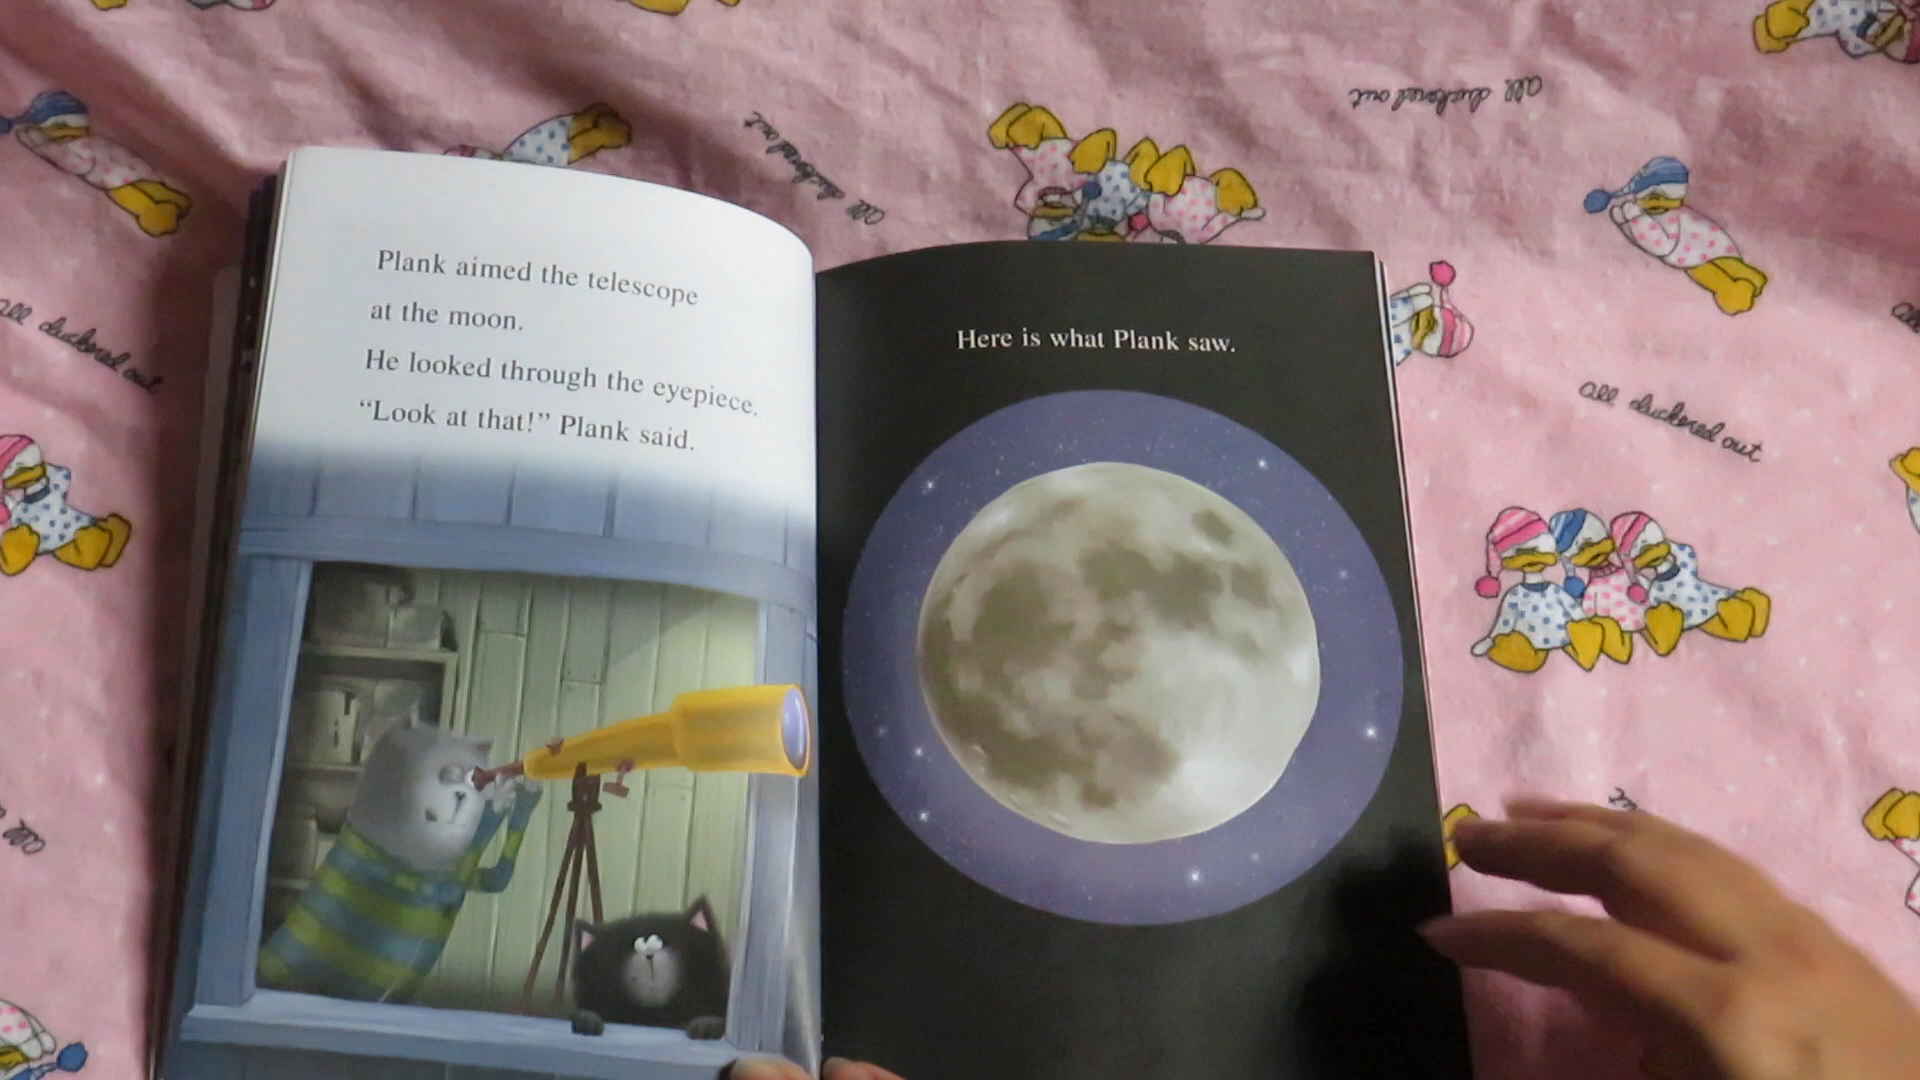 Plank aimed the telescope
at the moon.
He looked through the eyepiece.
“Look at that!” Plank said.
Here is what Plank saw.
all duckered out
all duckered out
all duckered out
all duckered out
all